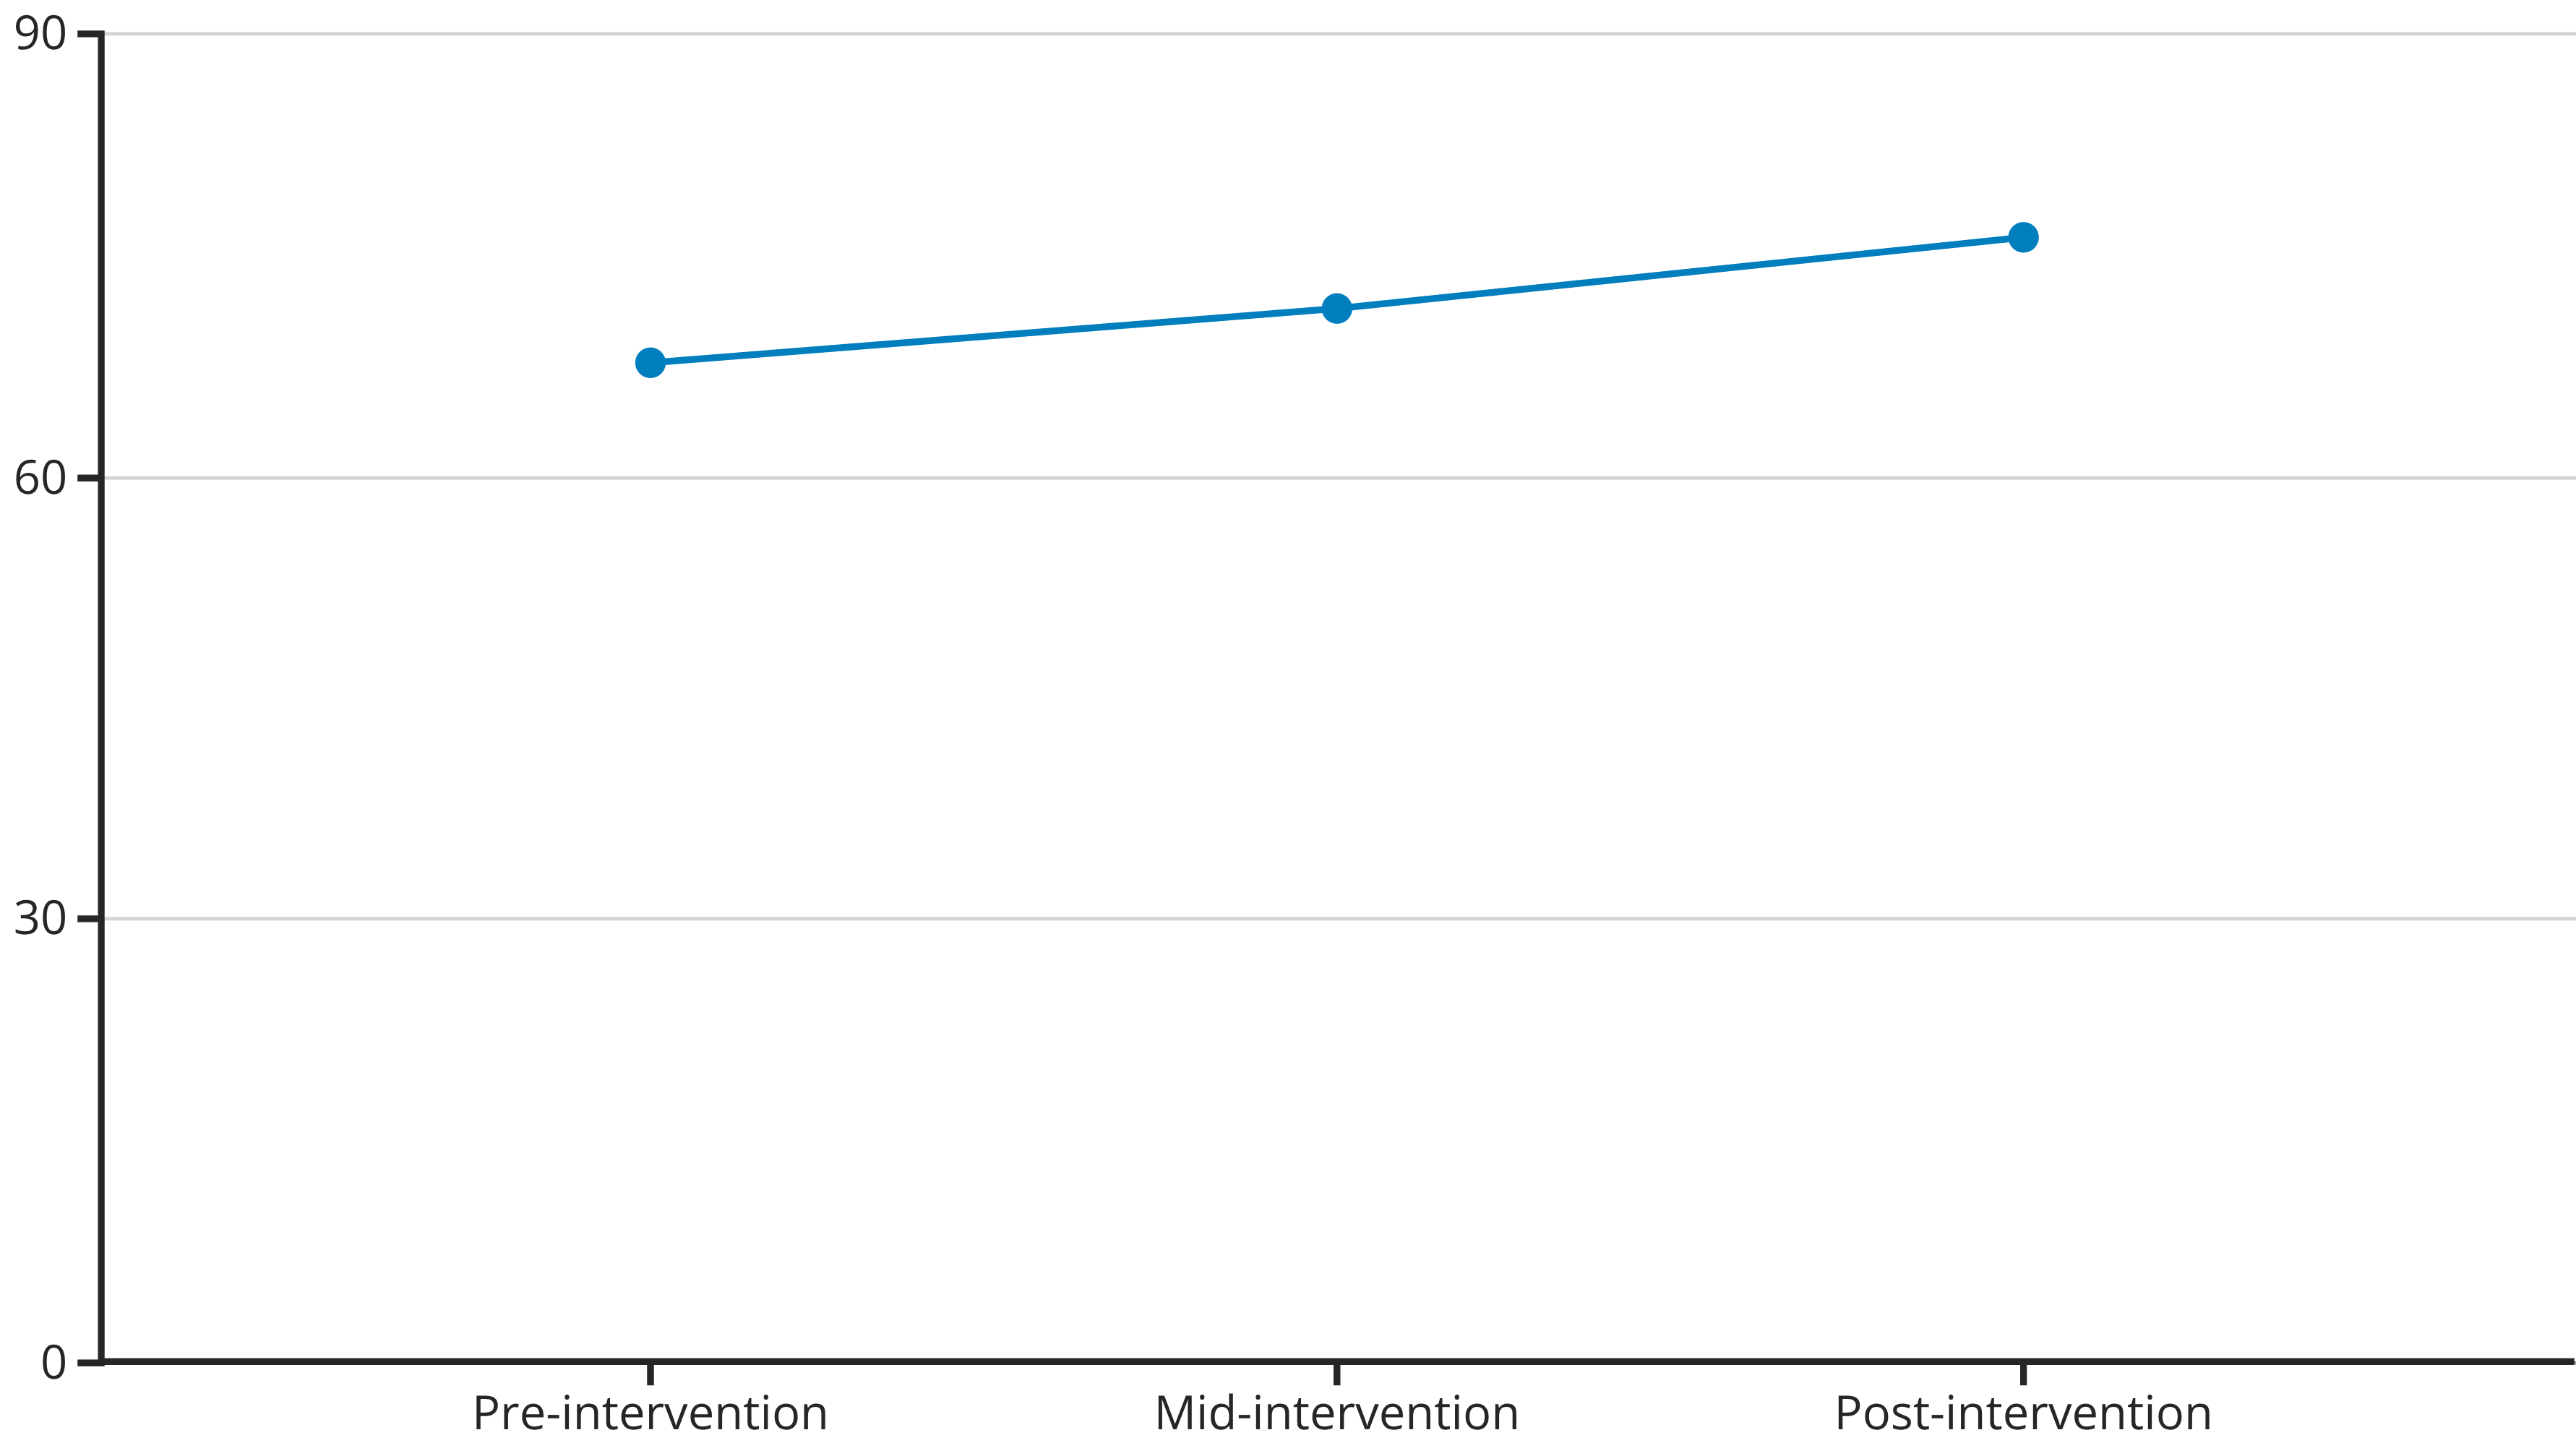 90
60
30
0
Pre-intervention
Mid-intervention
Post-intervention